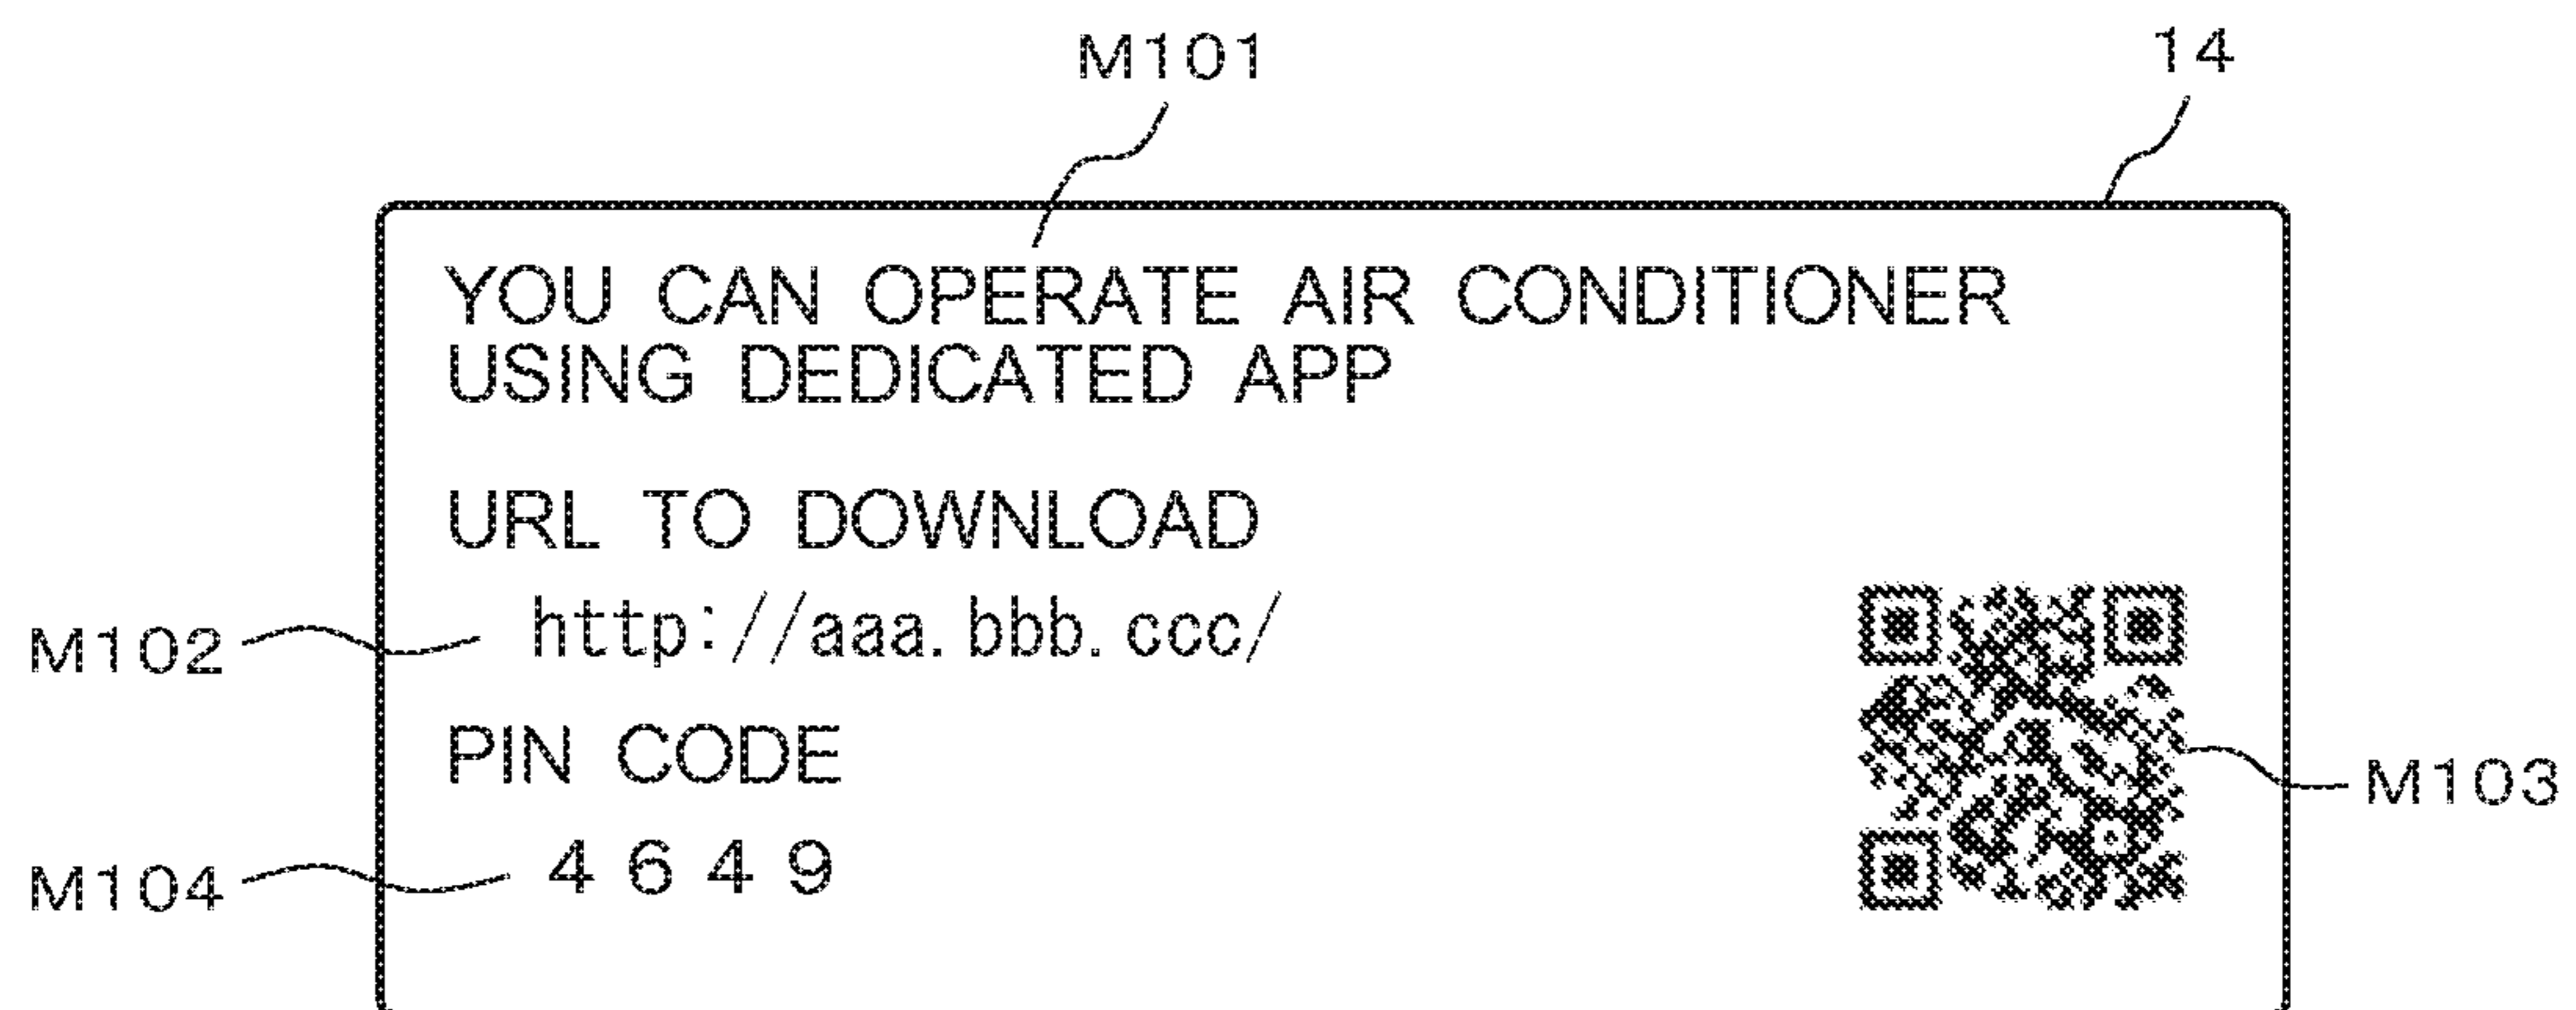 M101
14
YOU CAN OPERATE AIR CONDITIONER
USING DEDICATED APP
URL TO DOWNLOAD
M102
http://aaa.bbb.ccc/
PIN CODE
M103
M104
4649